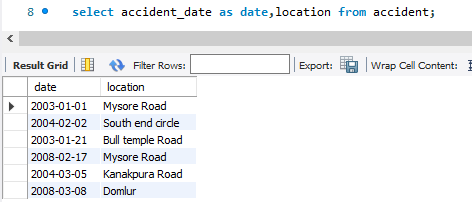 8 select accident_date as date,location from accident;
Result Grid Filter Rows: Export: Wrap Cell Content:
date location
2003-01-01 Mysore Road
2004-02-02 South end circle
2003-01-21 Bull temple Road
2008-02-17 Mysore Road
2004-03-05 Kanakpura Road
2008-03-08 Domlur